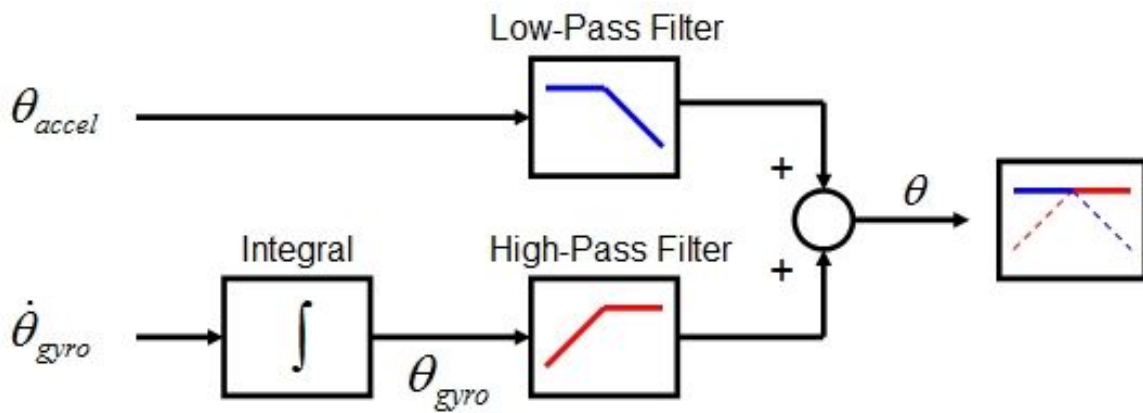 Low-Pass Filter
θaccel
+
θ
Integral
High-Pass Filter
+
θ̇gyro
∫
θgyro